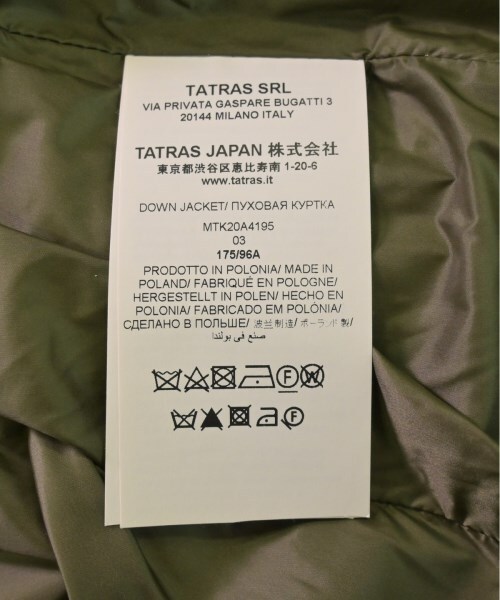 TATRAS SRL
VIA PRIVATA GASPARE BUGATTI 3
20144 MILANO ITALY
TATRAS JAPAN 株式会社
東京都渋谷区恵比寿南 1-20-6
www.tatras.it
DOWN JACKET/ ПУХОВАЯ КУРТКА
MTK20A4195
03
175/96A
PRODOTTO IN POLONIA/ MADE IN
POLAND/ FABRIQUÉ EN POLOGNE/
HERGESTELLT IN POLEN/ HECHO EN
POLONIA/ FABRICADO EM POLÓNIA/
СДЕЛАНО В ПОЛЬШЕ/ 波兰制造/ ポーランド製/
صنع في بولندا
F W
F